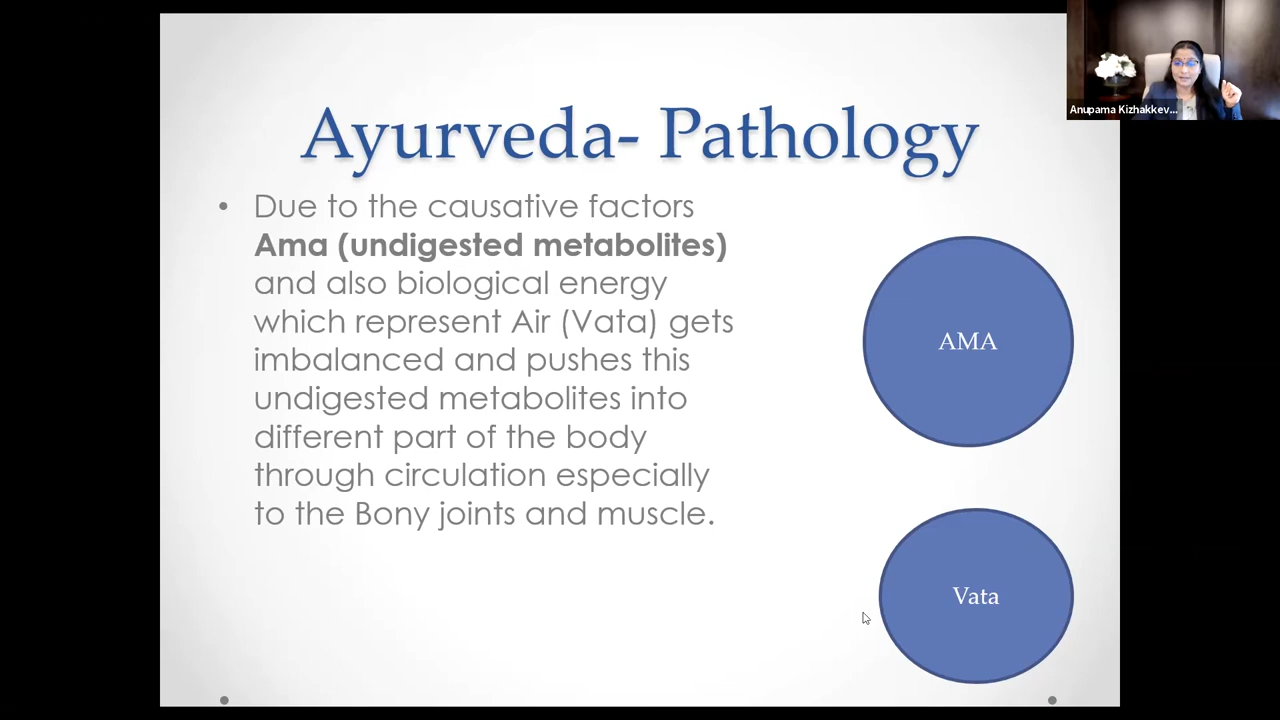 Ayurveda- Pathology
• Due to the causative factors
Ama (undigested metabolites)
and also biological energy
which represent Air (Vata) gets
imbalanced and pushes this
undigested metabolites into
different part of the body
through circulation especially
to the Bony joints and muscle.
AMA
Vata
Anupama Kizhakkev...